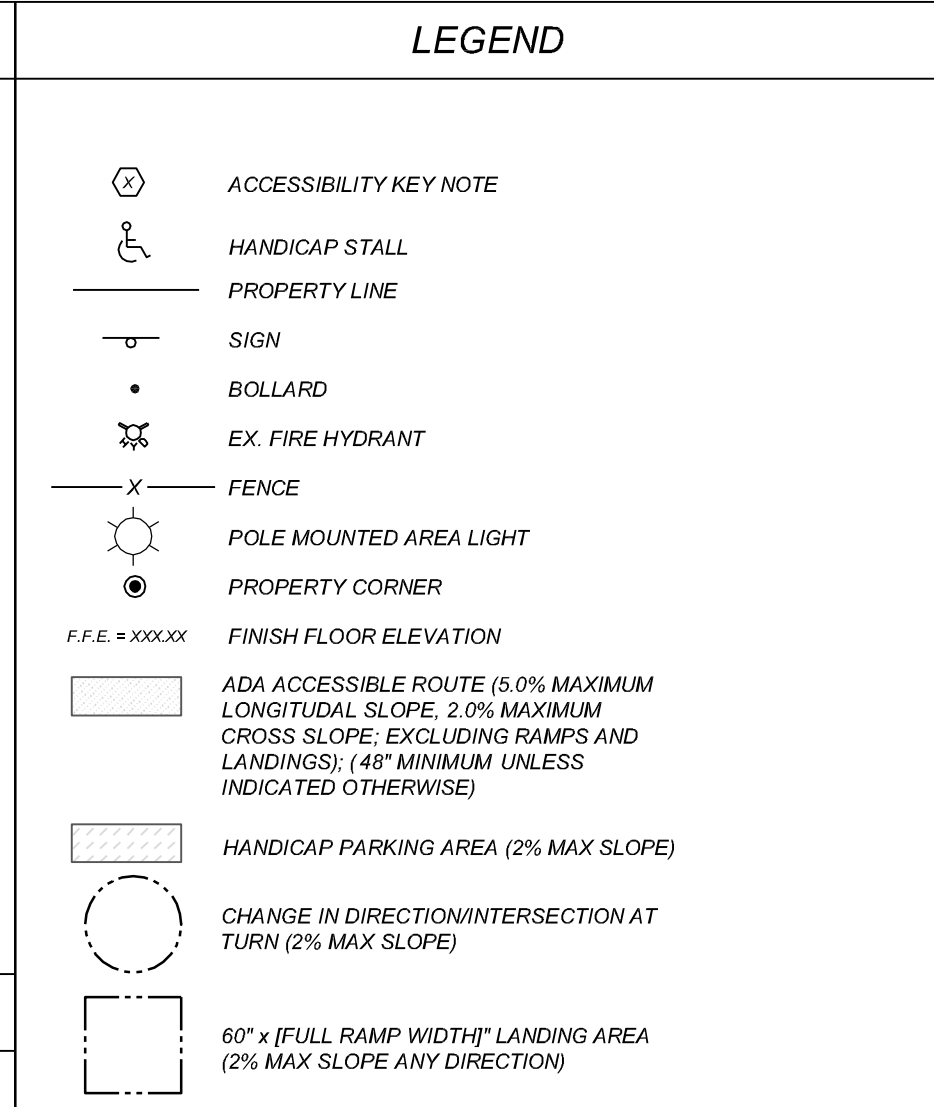 LEGEND
X ACCESSIBILITY KEY NOTE
HANDICAP STALL
PROPERTY LINE
SIGN
BOLLARD
EX. FIRE HYDRANT
X FENCE
POLE MOUNTED AREA LIGHT
PROPERTY CORNER
F.F.E. = XXX.XX FINISH FLOOR ELEVATION
ADA ACCESSIBLE ROUTE (5.0% MAXIMUM
LONGITUDAL SLOPE, 2.0% MAXIMUM
CROSS SLOPE; EXCLUDING RAMPS AND
LANDINGS); (48" MINIMUM UNLESS
INDICATED OTHERWISE)
HANDICAP PARKING AREA (2% MAX SLOPE)
CHANGE IN DIRECTION/INTERSECTION AT
TURN (2% MAX SLOPE)
60" x [FULL RAMP WIDTH]" LANDING AREA
(2% MAX SLOPE ANY DIRECTION)